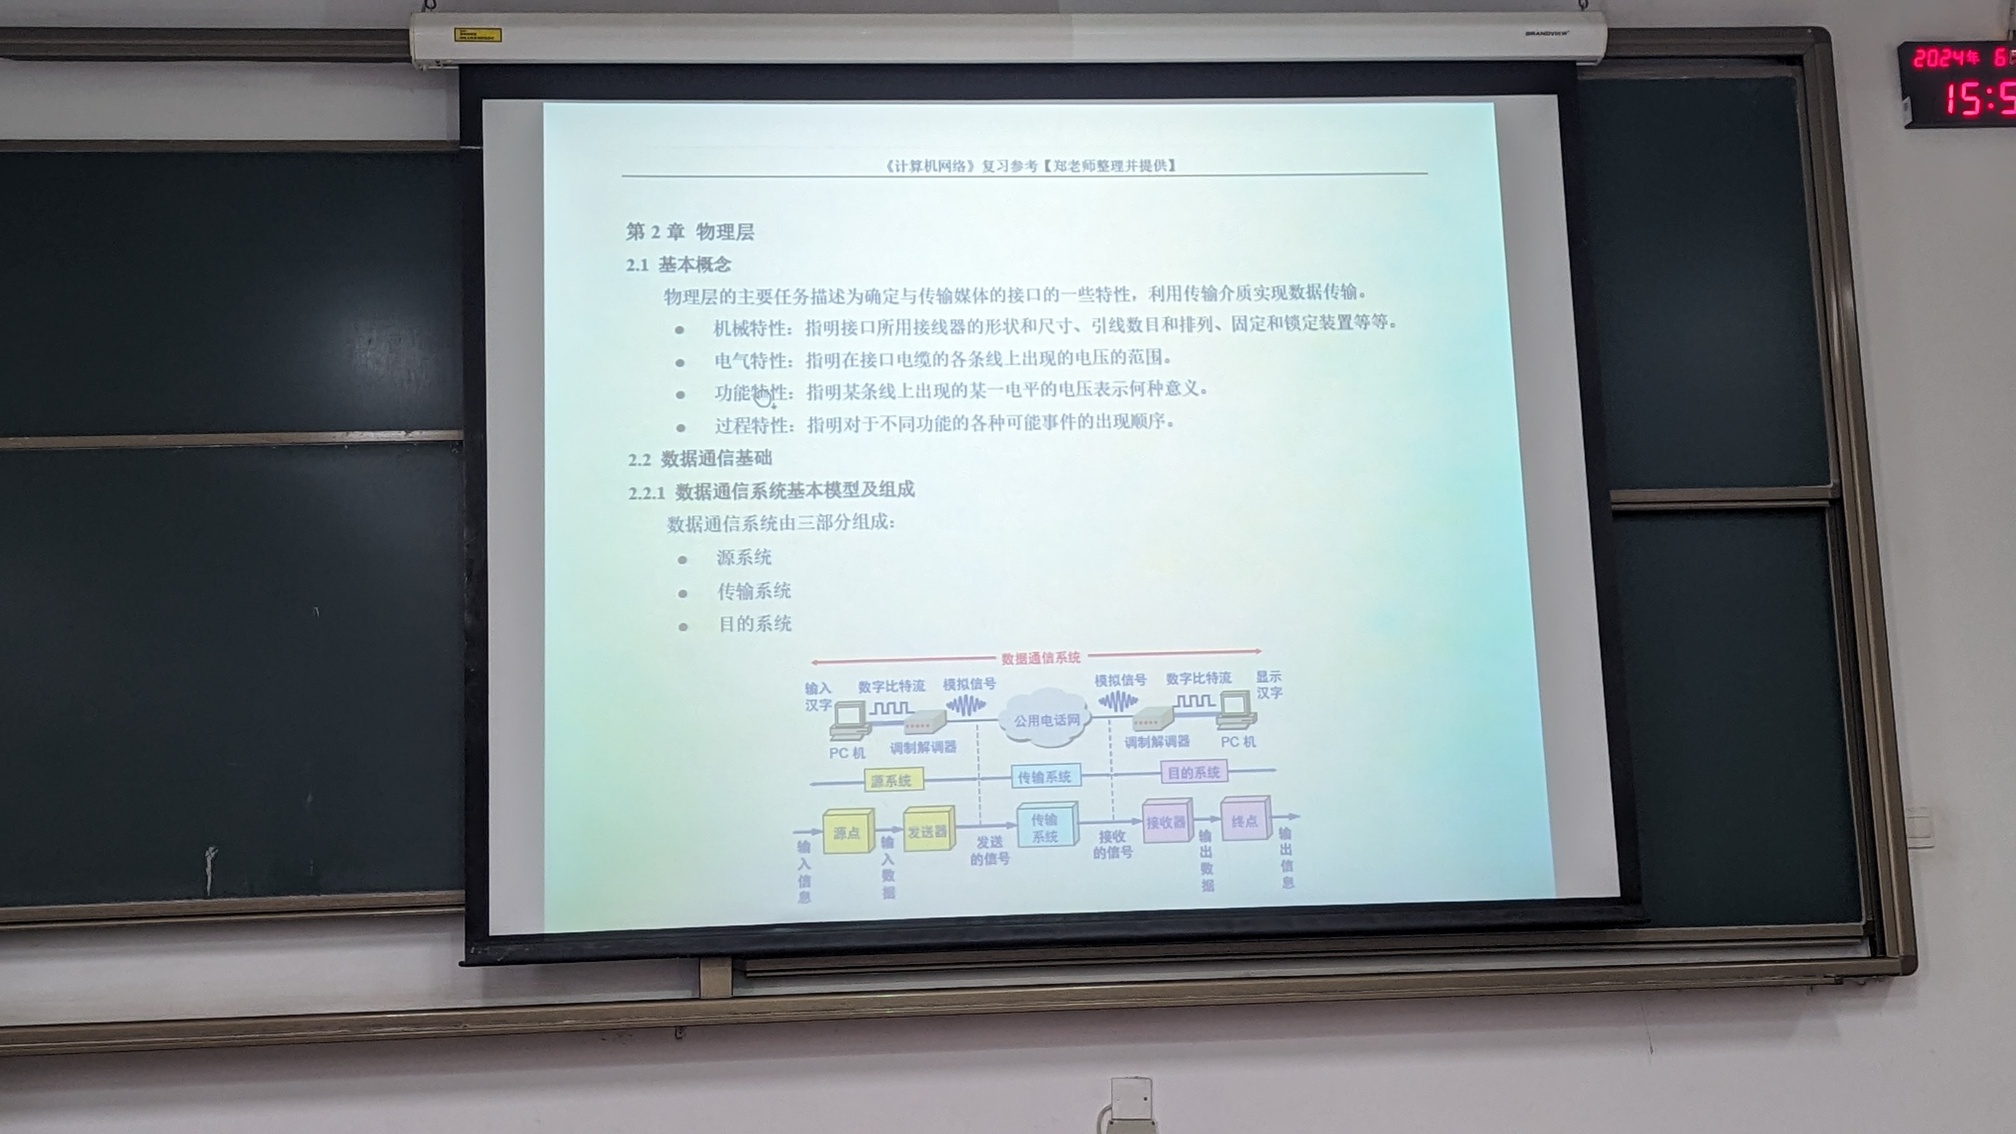 BRANDVIEW
2024年 6
15:5
《计算机网络》复习参考【郑老师整理并提供】
第 2 章 物理层
2.1 基本概念
物理层的主要任务描述为确定与传输媒体的接口的一些特性，利用传输介质实现数据传输。
● 机械特性：指明接口所用接线器的形状和尺寸、引线数目和排列、固定和锁定装置等等。
● 电气特性：指明在接口电缆的各条线上出现的电压的范围。
● 功能特性：指明某条线上出现的某一电平的电压表示何种意义。
● 过程特性：指明对于不同功能的各种可能事件的出现顺序。
2.2 数据通信基础
2.2.1 数据通信系统基本模型及组成
数据通信系统由三部分组成：
● 源系统
● 传输系统
● 目的系统
数据通信系统
输入汉字 数字比特流 模拟信号 模拟信号 数字比特流 显示汉字
公用电话网
PC 机 调制解调器 调制解调器 PC 机
源系统 传输系统 目的系统
源点 发送器 传输系统 接收器 终点
输入信息 输入数据 发送的信号 接收的信号 输出数据 输出信息